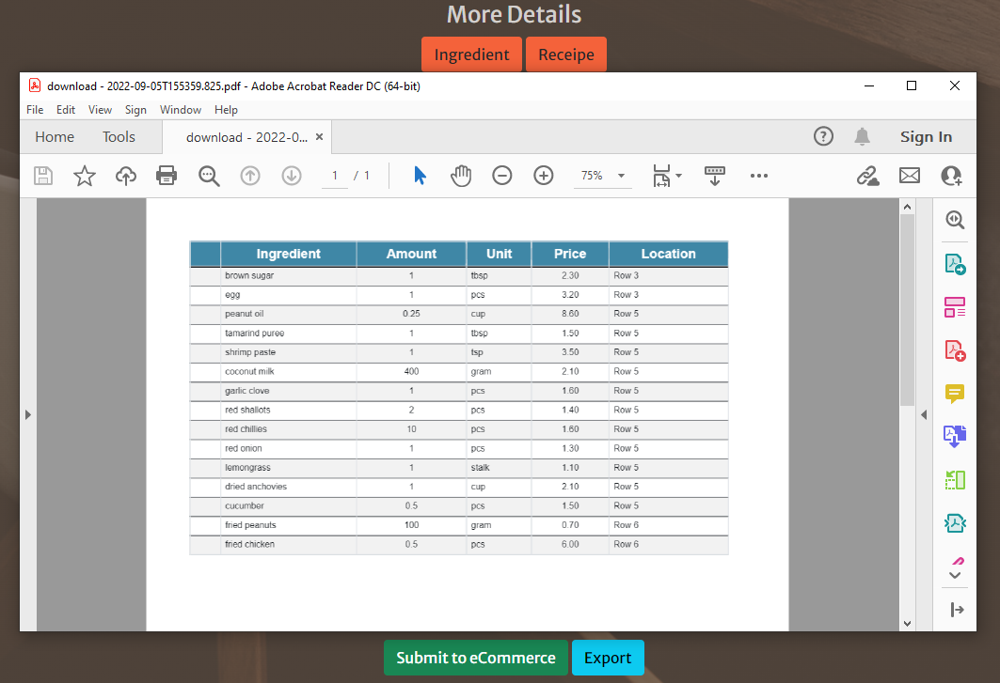 More Details
Ingredient Receipe
download - 2022-09-05T155359.825.pdf - Adobe Acrobat Reader DC (64-bit)
File Edit View Sign Window Help
Home Tools download - 2022-0... × Sign In
1 / 1 75%
Ingredient Amount Unit Price Location
brown sugar 1 tbsp 2.30 Row 3
egg 1 pcs 3.20 Row 3
peanut oil 0.25 cup 8.60 Row 5
tamarind puree 1 tbsp 1.50 Row 5
shrimp paste 1 tsp 3.50 Row 5
coconut milk 400 gram 2.10 Row 5
garlic clove 1 pcs 1.60 Row 5
red shallots 2 pcs 1.40 Row 5
red chillies 10 pcs 1.60 Row 5
red onion 1 pcs 1.30 Row 5
lemongrass 1 stalk 1.10 Row 5
dried anchovies 1 cup 2.10 Row 5
cucumber 0.5 pcs 1.50 Row 5
fried peanuts 100 gram 0.70 Row 6
fried chicken 0.5 pcs 6.00 Row 6
Submit to eCommerce Export